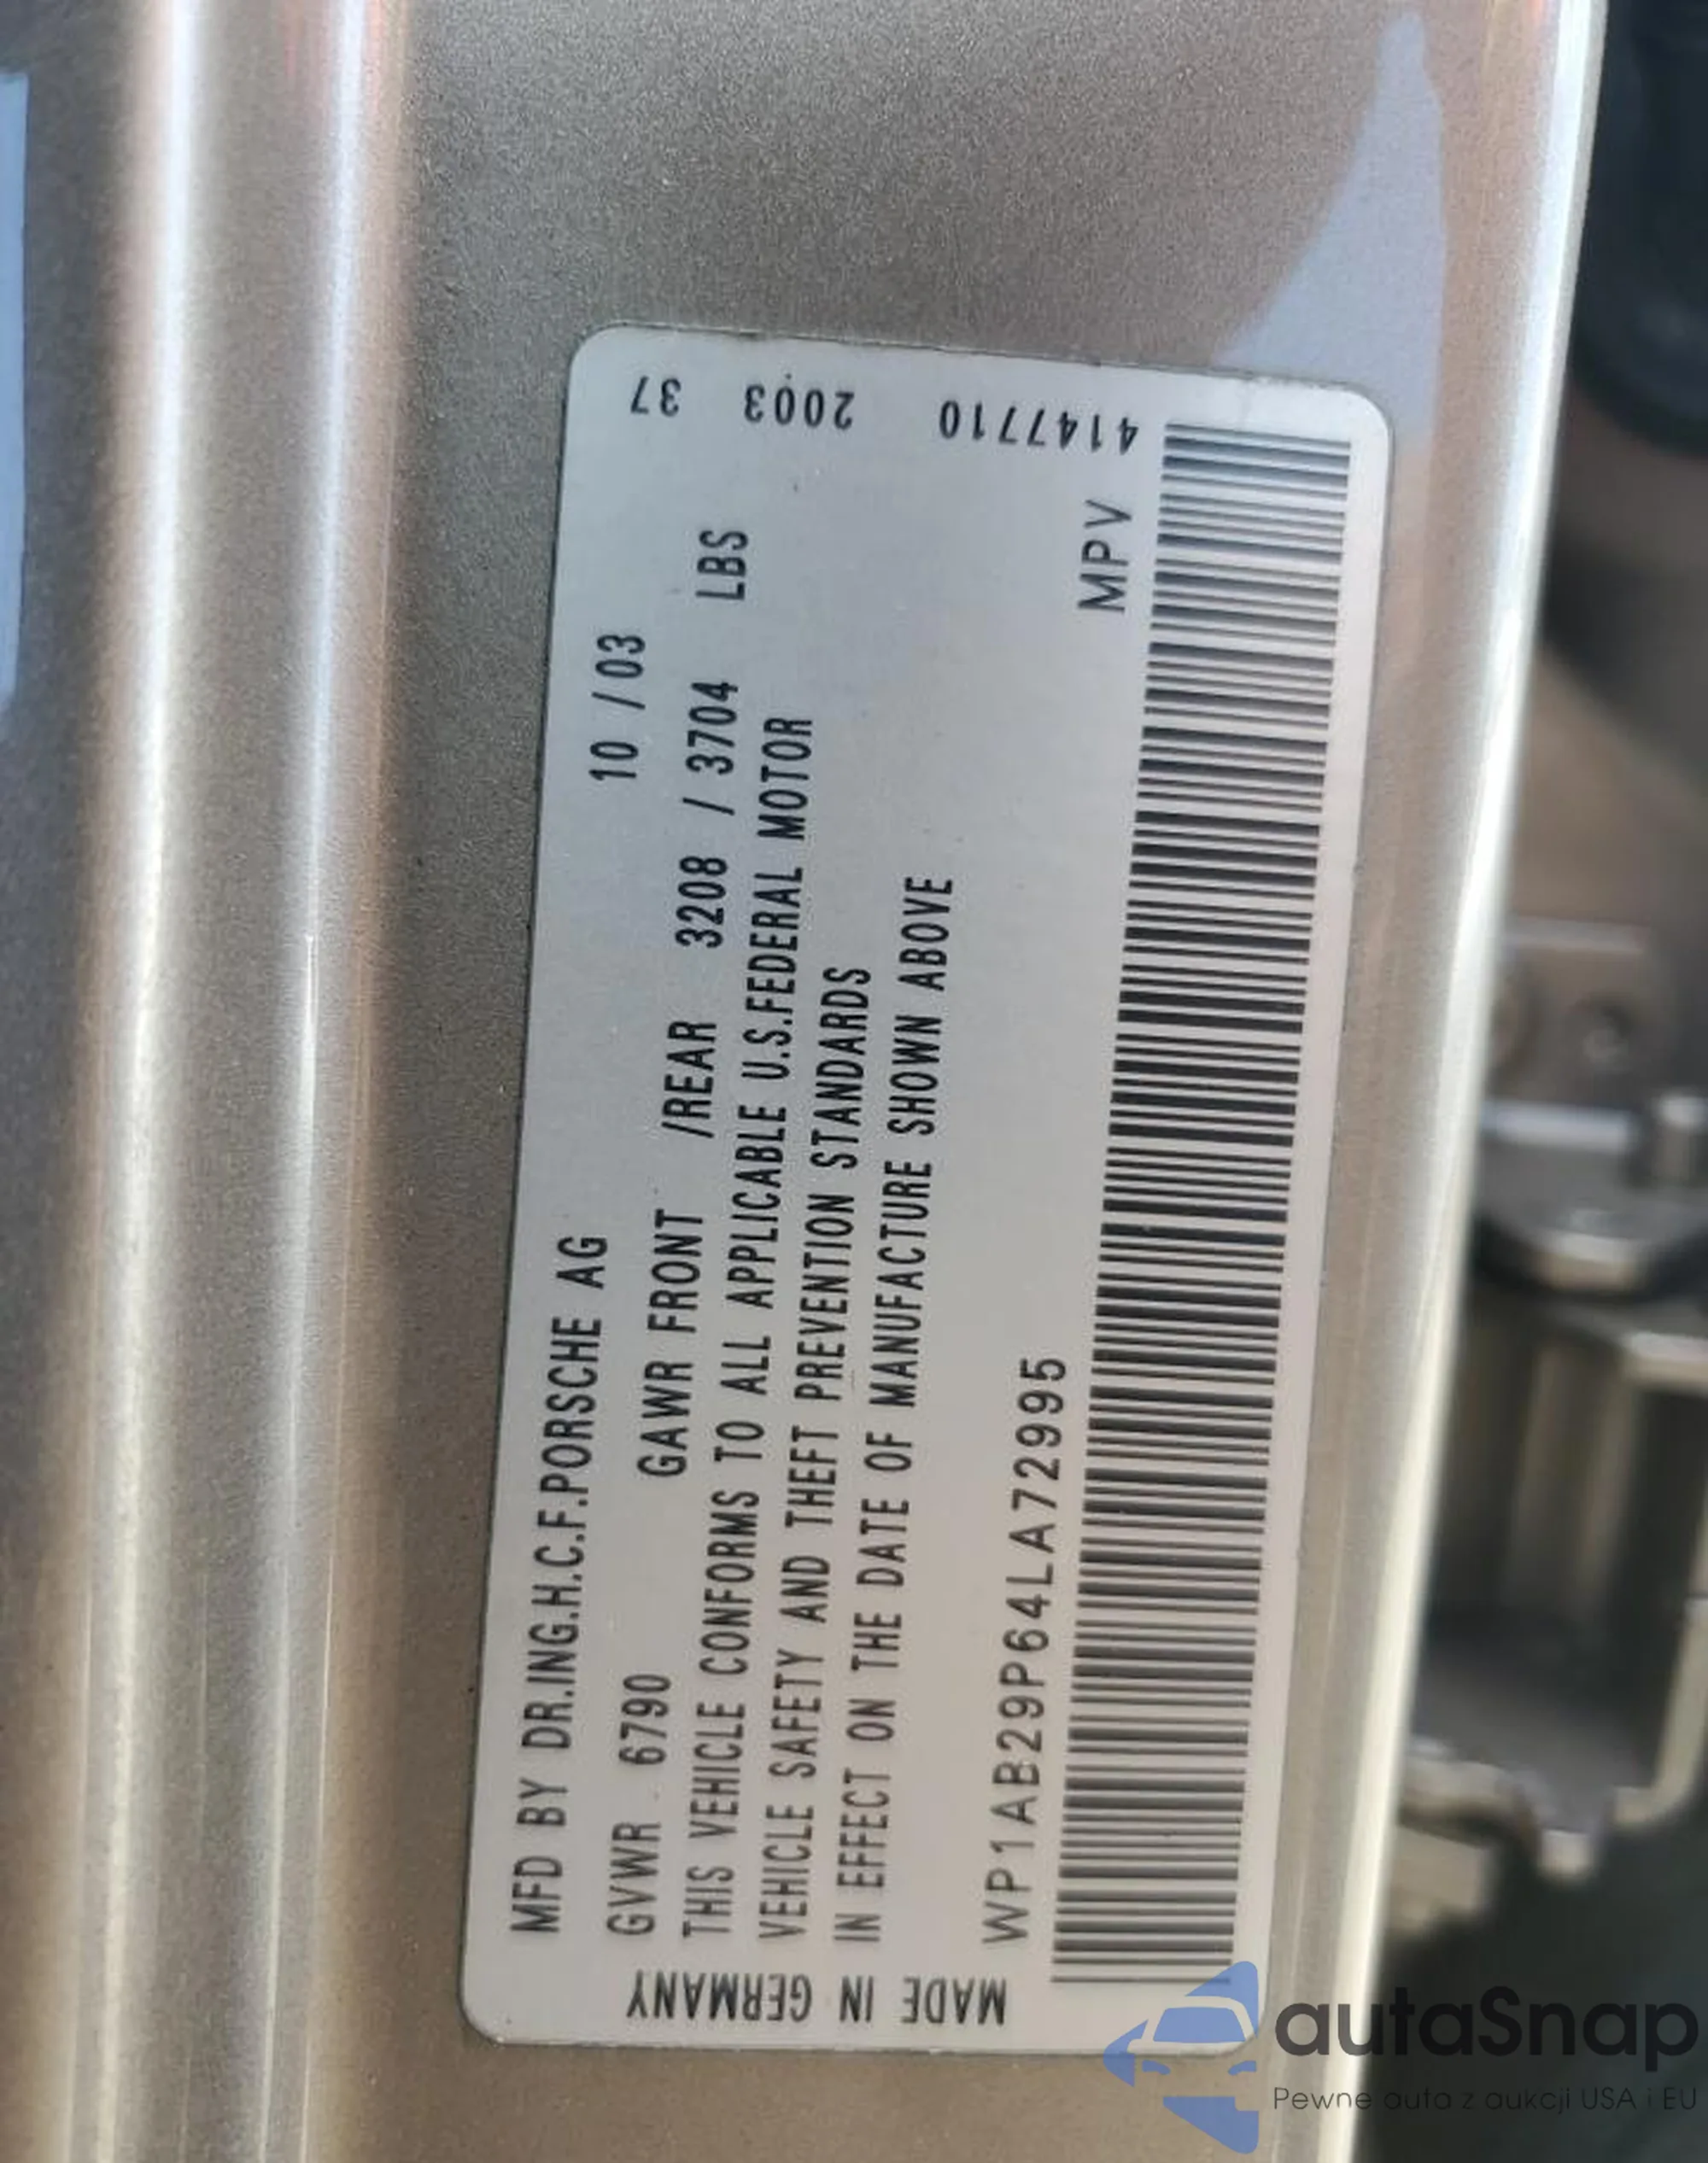 MFD BY DR.ING.H.C.F.PORSCHE AG 10 /03
GVWR 6790 GAWR FRONT /REAR 3208 / 3704 LBS
THIS VEHICLE CONFORMS TO ALL APPLICABLE U.S.FEDERAL MOTOR
VEHICLE SAFETY AND THEFT PREVENTION STANDARDS
IN EFFECT ON THE DATE OF MANUFACTURE SHOWN ABOVE
WP1AB29P64LA72995 MPV
MADE IN GERMANY
4147710 2003 37
autaSnap
Pewne auta z aukcji USA i EU